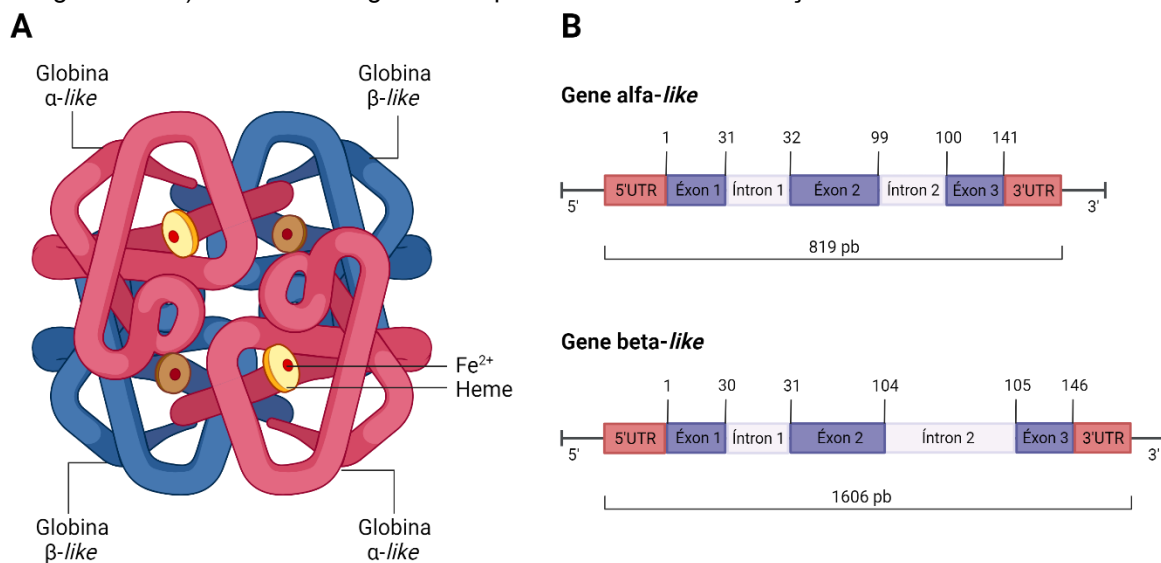 A
Globina
α-like
Globina
β-like
Fe2+
Heme
Globina
β-like
Globina
α-like
B
Gene alfa-like
1 31 32 99 100 141
5'UTR Éxon 1 Íntron 1 Éxon 2 Íntron 2 Éxon 3 3'UTR
5' 3'
819 pb
Gene beta-like
1 30 31 104 105 146
5'UTR Éxon 1 Íntron 1 Éxon 2 Íntron 2 Éxon 3 3'UTR
5' 3'
1606 pb